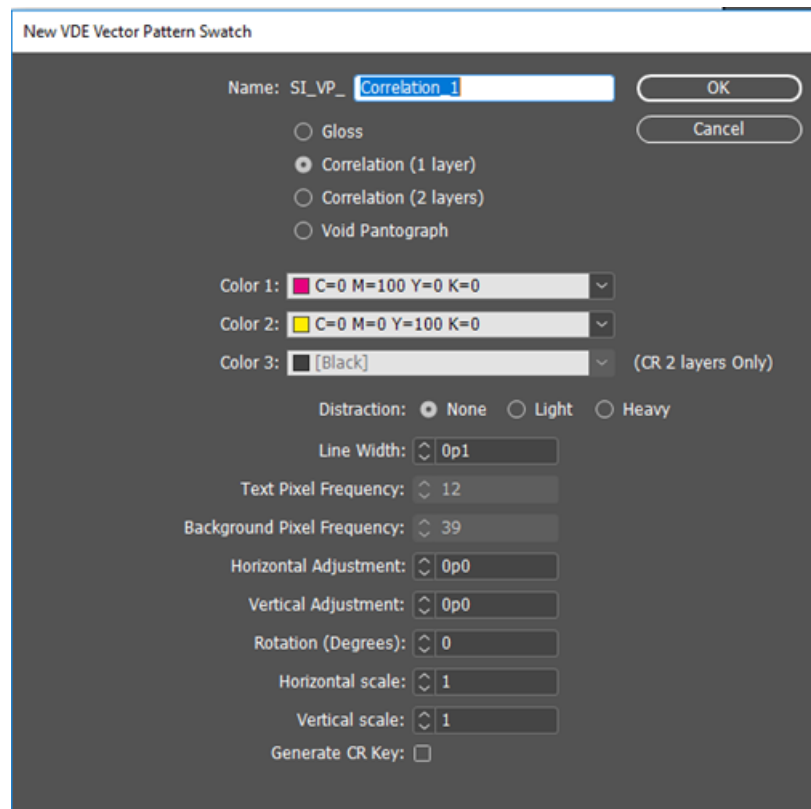 New VDE Vector Pattern Swatch
Name: SI_VP_ Correlation_1 OK
Gloss Cancel
Correlation (1 layer)
Correlation (2 layers)
Void Pantograph
Color 1: C=0 M=100 Y=0 K=0
Color 2: C=0 M=0 Y=100 K=0
Color 3: [Black] (CR 2 layers Only)
Distraction: None Light Heavy
Line Width: 0p1
Text Pixel Frequency: 12
Background Pixel Frequency: 39
Horizontal Adjustment: 0p0
Vertical Adjustment: 0p0
Rotation (Degrees): 0
Horizontal scale: 1
Vertical scale: 1
Generate CR Key: